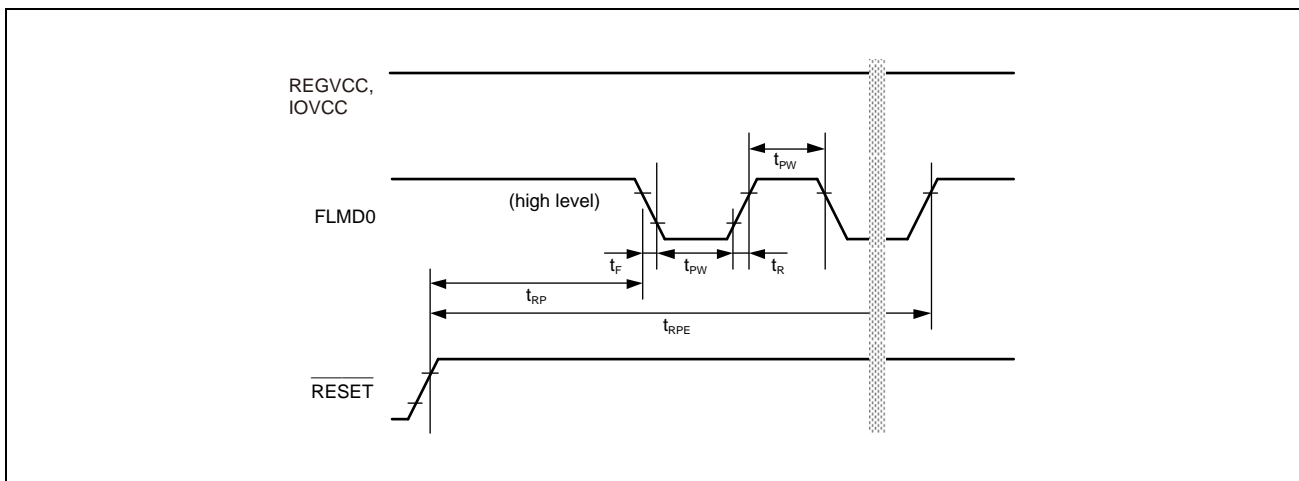 REGVCC,
IOVCC
tPW
(high level)
FLMD0
tF
tPW
tR
tRP
tRPE
RESET